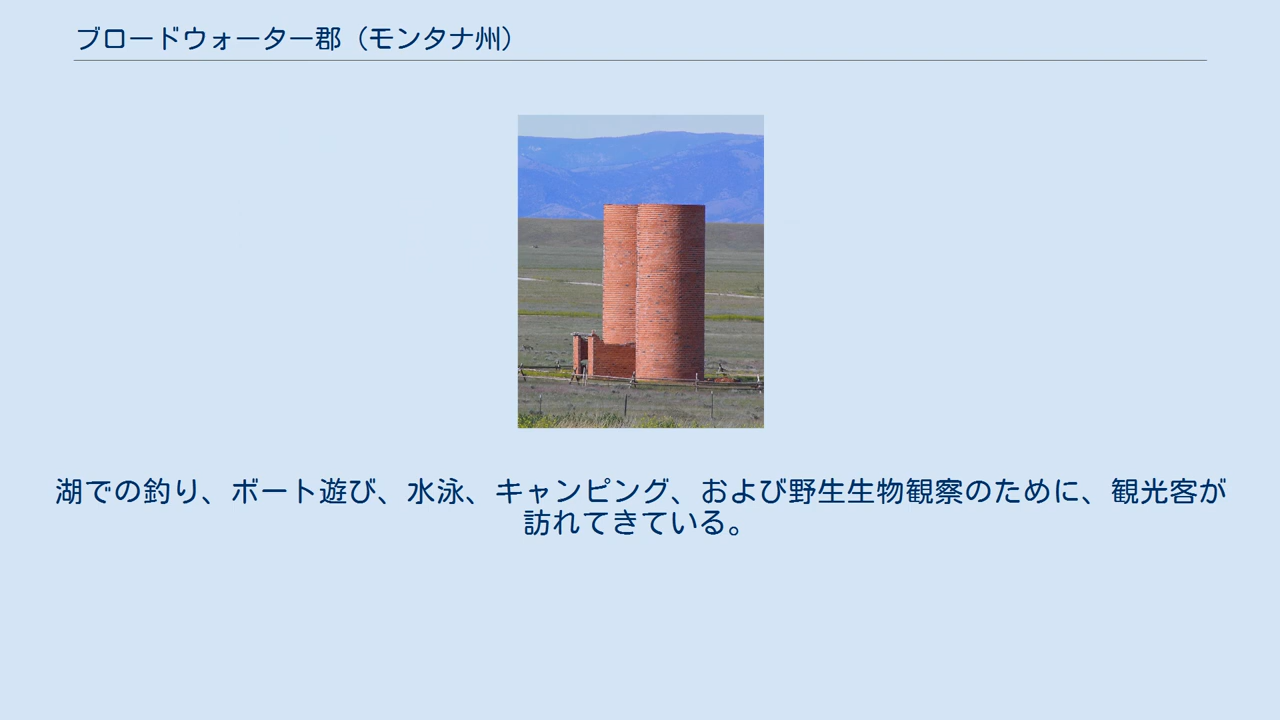 ブロードウォーター郡（モンタナ州）
湖での釣り、ボート遊び、水泳、キャンピング、および野生生物観察のために、観光客が
訪れてきている。